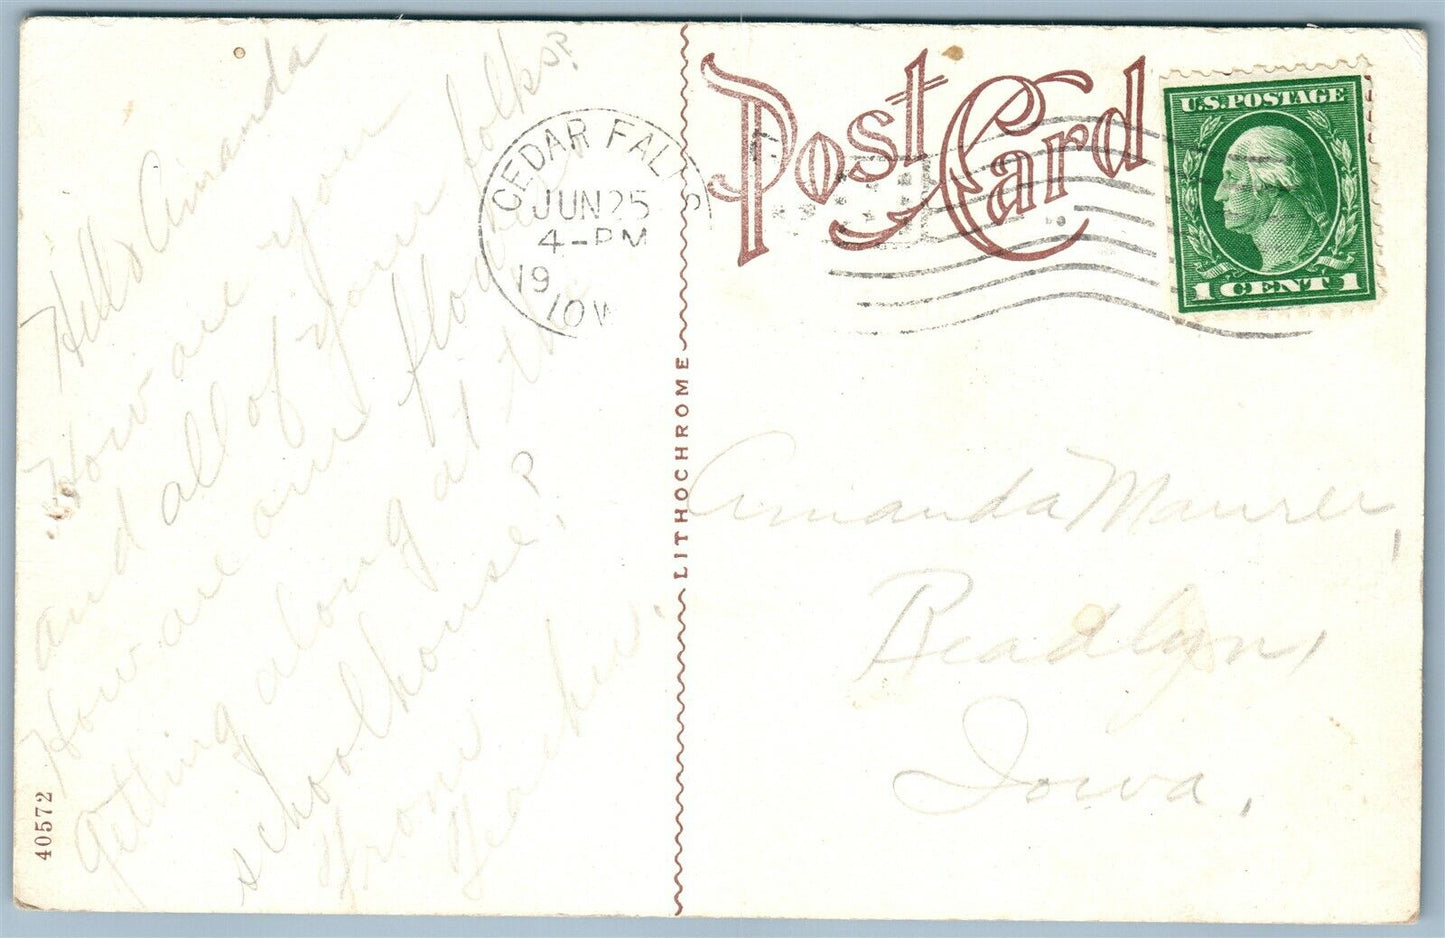 Hello Amanda
How are you
and all of your folks?
How are our flowers
getting along at the
schoolhouse?
From
Teacher.
40572
LITHOCHROME
Post Card
CEDAR FALLS
JUN 25
4-PM
19
IOW
U.S. POSTAGE
1 CENT 1
Amanda Maurer,
Readlyn,
Iowa.